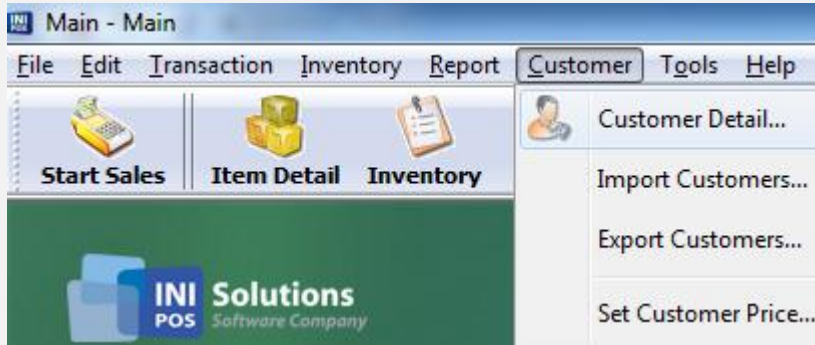 INI Main - Main
File Edit Transaction Inventory Report Customer Tools Help
Start Sales Item Detail Inventory
Customer Detail...
Import Customers...
Export Customers...
Set Customer Price...
INI Solutions
POS Software Company